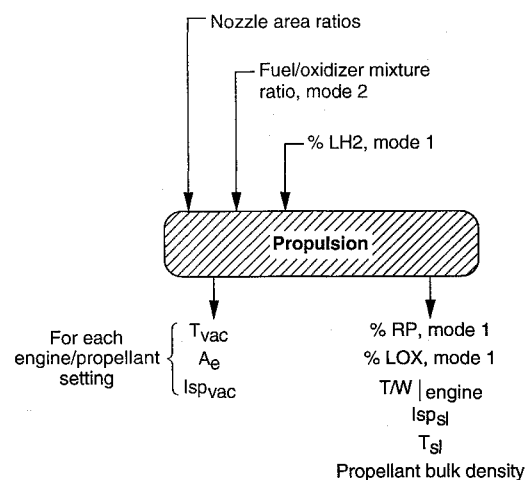 Nozzle area ratios
Fuel/oxidizer mixture
ratio, mode 2
% LH2, mode 1
Propulsion
For each
engine/propellant
setting
Tvac
Ae
Ispvac
% RP, mode 1
% LOX, mode 1
T/W | engine
Ispsl
Tsl
Propellant bulk density